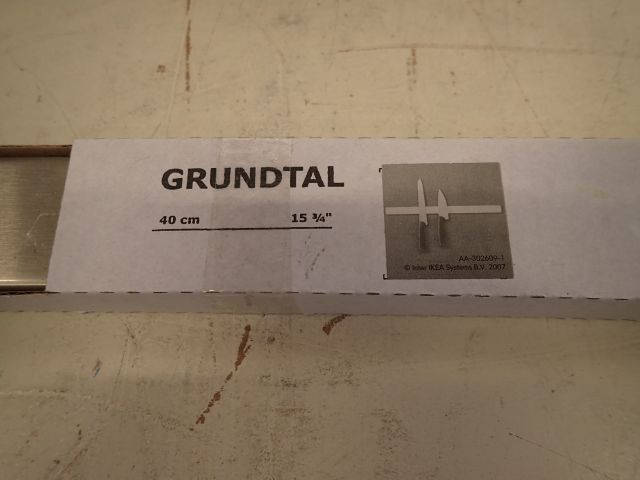 GRUNDTAL
40 cm 15 ¾"
AA-302609-1
© Inter IKEA Systems B.V. 2007